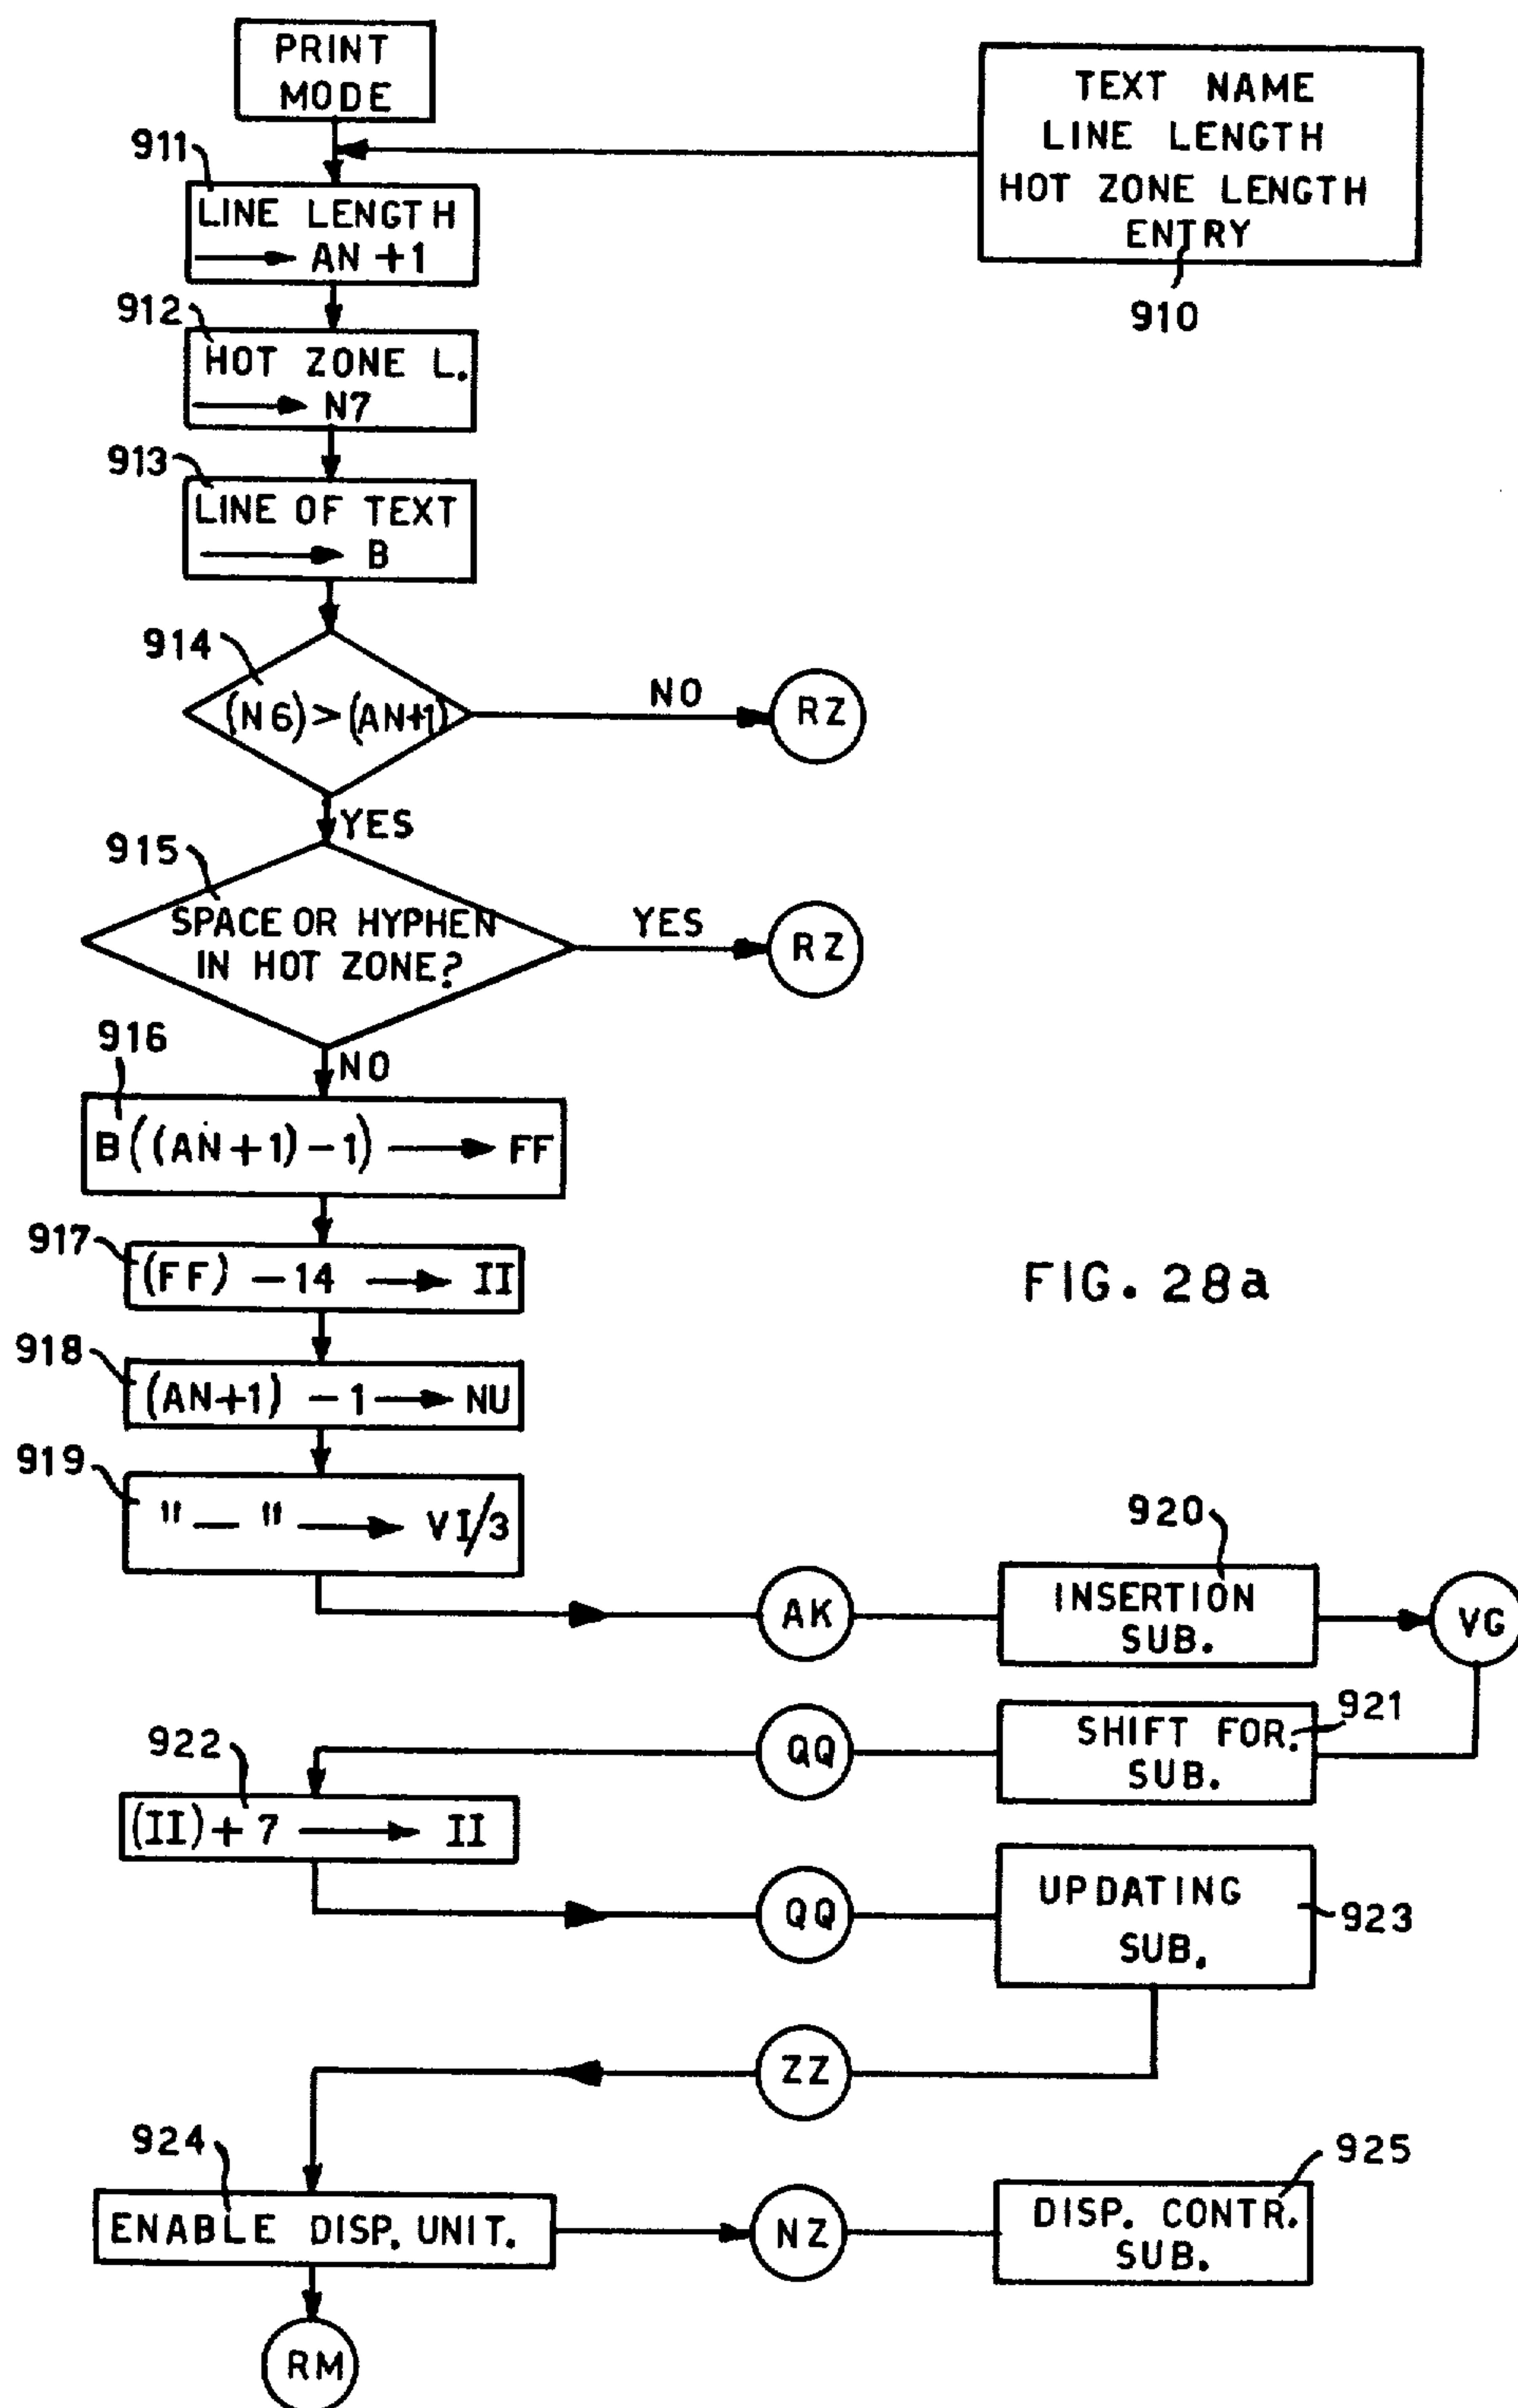 PRINT
MODE
TEXT NAME
LINE LENGTH
HOT ZONE LENGTH
ENTRY
910
911
LINE LENGTH
→ AN +1
912
HOT ZONE L.
→ N7
913
LINE OF TEXT
→ B
914
(N6) > (AN+1)
NO
RZ
YES
915
SPACE OR HYPHEN
IN HOT ZONE?
YES
RZ
NO
916
B((AN+1)-1) → FF
917
(FF) -14 → II
FIG. 28a
918
(AN+1) -1 → NU
919
"—" → VI/3
AK
920
INSERTION
SUB.
VG
921
SHIFT FOR.
SUB.
QQ
922
(II)+7 → II
QQ
UPDATING
SUB.
923
ZZ
924
ENABLE DISP. UNIT.
NZ
925
DISP. CONTR.
SUB.
RM